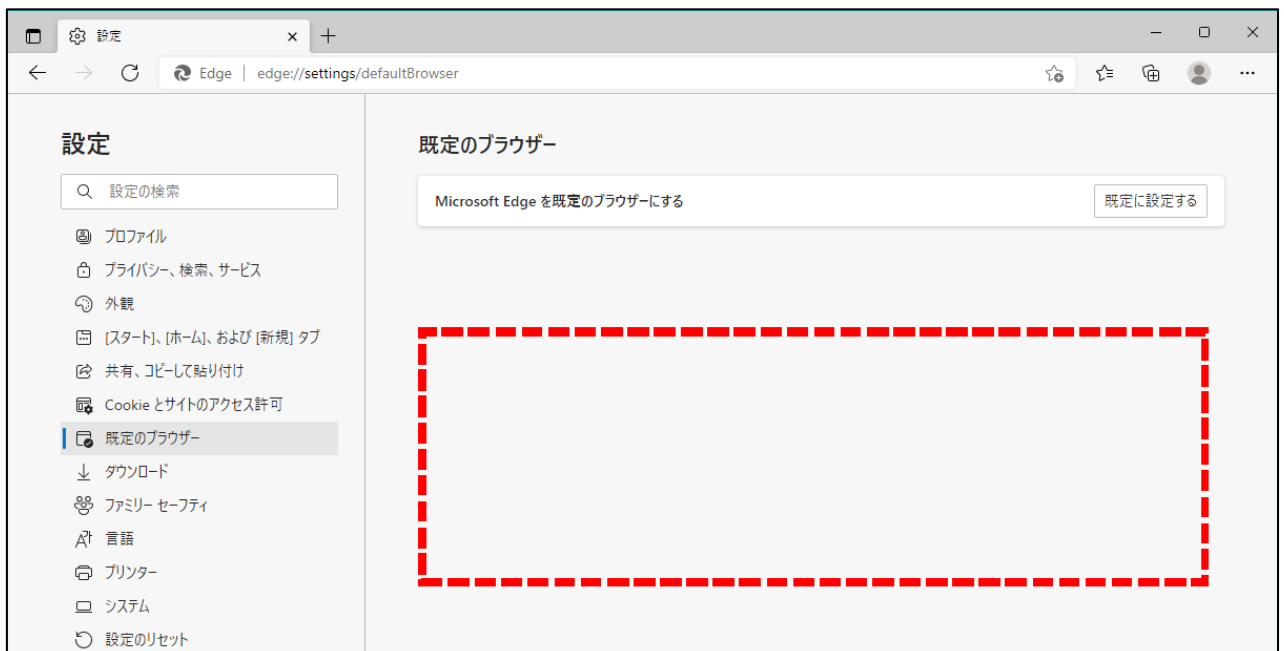 設定
Edge | edge://settings/defaultBrowser
設定
設定の検索
プロファイル
プライバシー、検索、サービス
外観
[スタート]、[ホーム]、および [新規] タブ
共有、コピーして貼り付け
Cookie とサイトのアクセス許可
既定のブラウザー
ダウンロード
ファミリー セーフティ
言語
プリンター
システム
設定のリセット
既定のブラウザー
Microsoft Edge を既定のブラウザーにする
既定に設定する